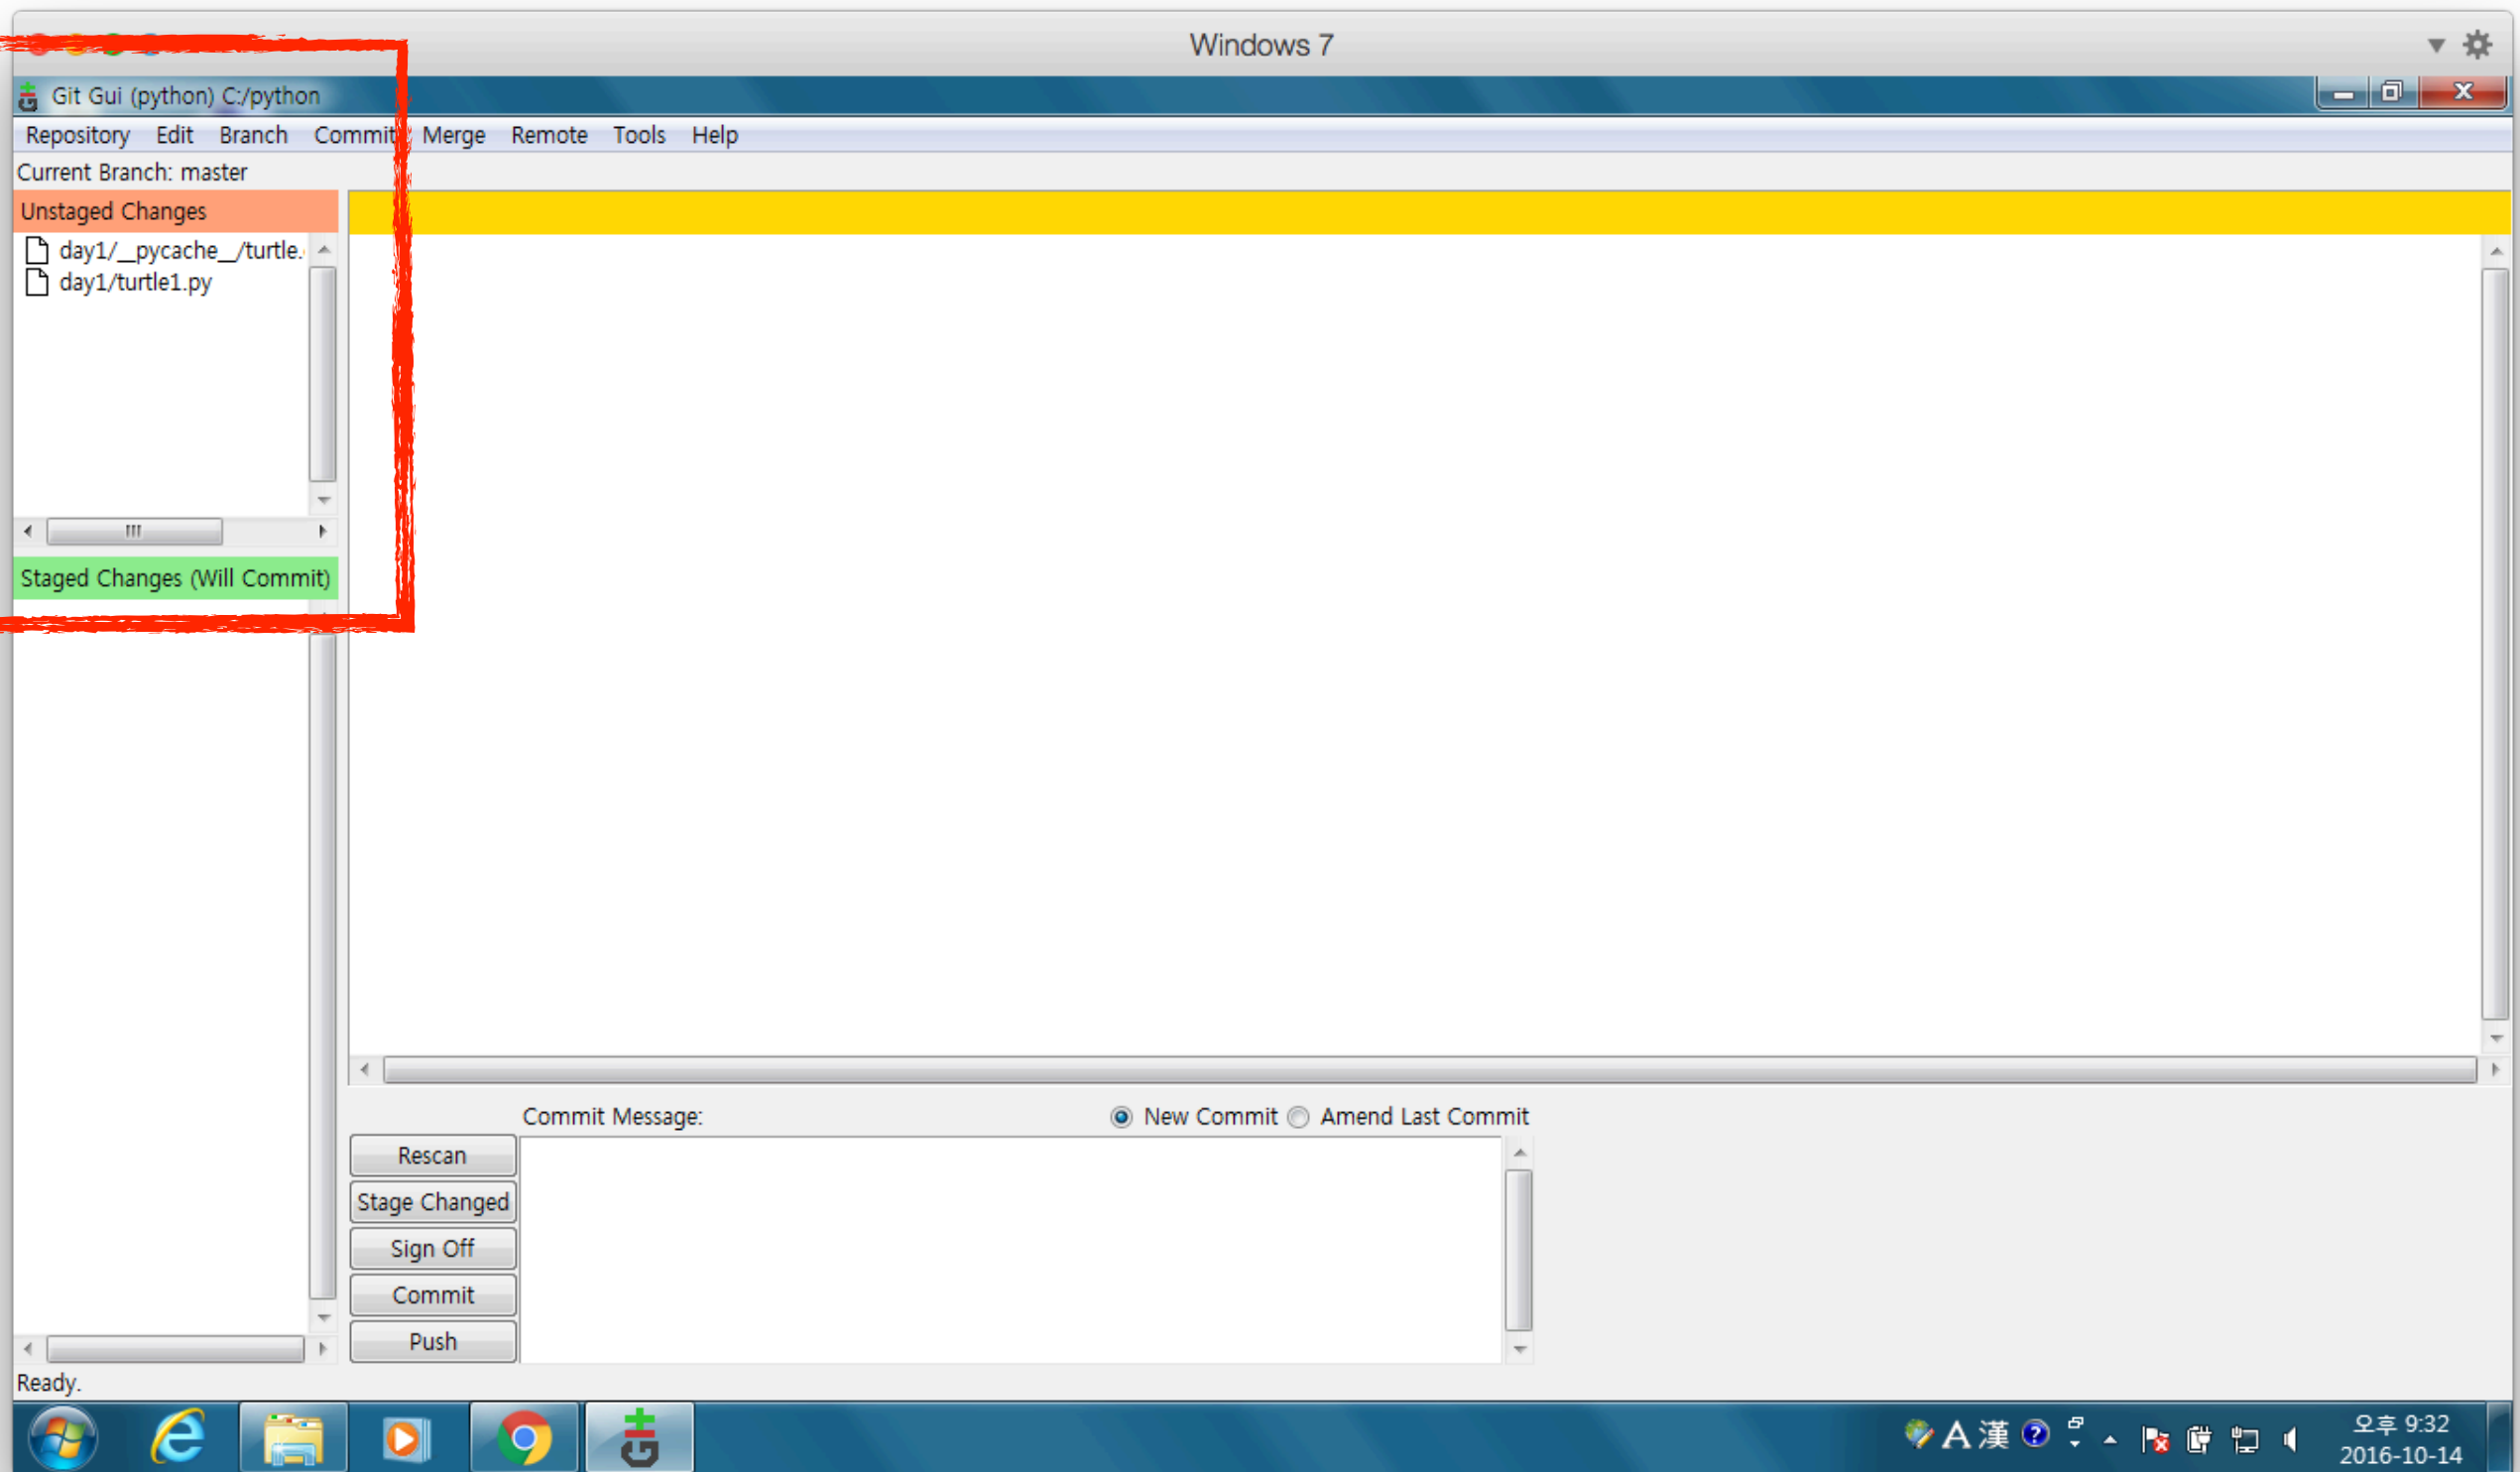 Windows 7
Git Gui (python) C:/python
Repository Edit Branch Commit Merge Remote Tools Help
Current Branch: master
Unstaged Changes
day1/__pycache__/turtle.
day1/turtle1.py
Staged Changes (Will Commit)
Commit Message:
New Commit
Amend Last Commit
Rescan
Stage Changed
Sign Off
Commit
Push
Ready.
A 漢
오후 9:32
2016-10-14